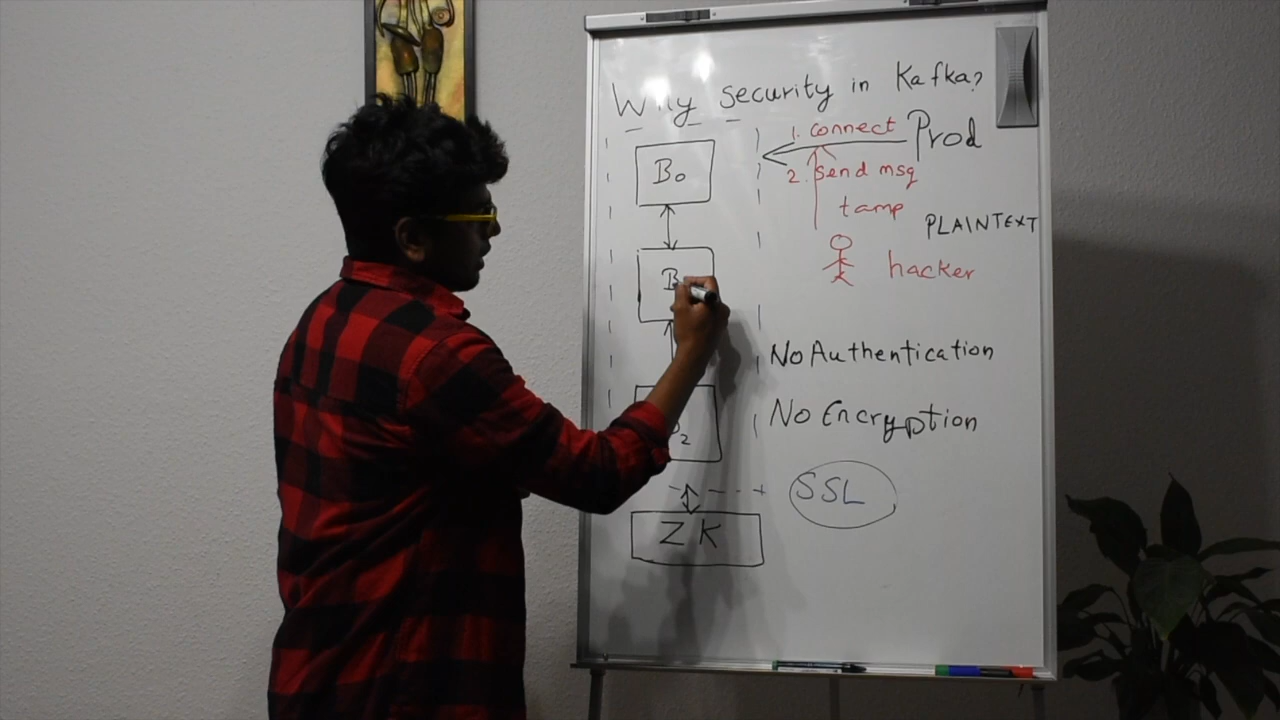 Why security in Kafka?
1. connect
Prod
B0
2. Send msg
tamp
PLAINTEXT
hacker
B
No Authentication
No Encryption
2
SSL
ZK